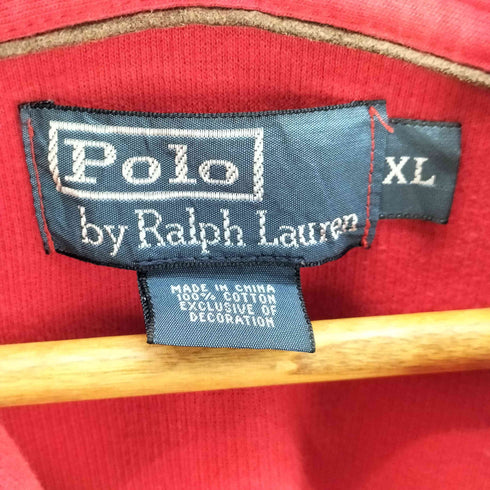 Polo
by Ralph Lauren
XL
MADE IN CHINA
100% COTTON
EXCLUSIVE OF
DECORATION